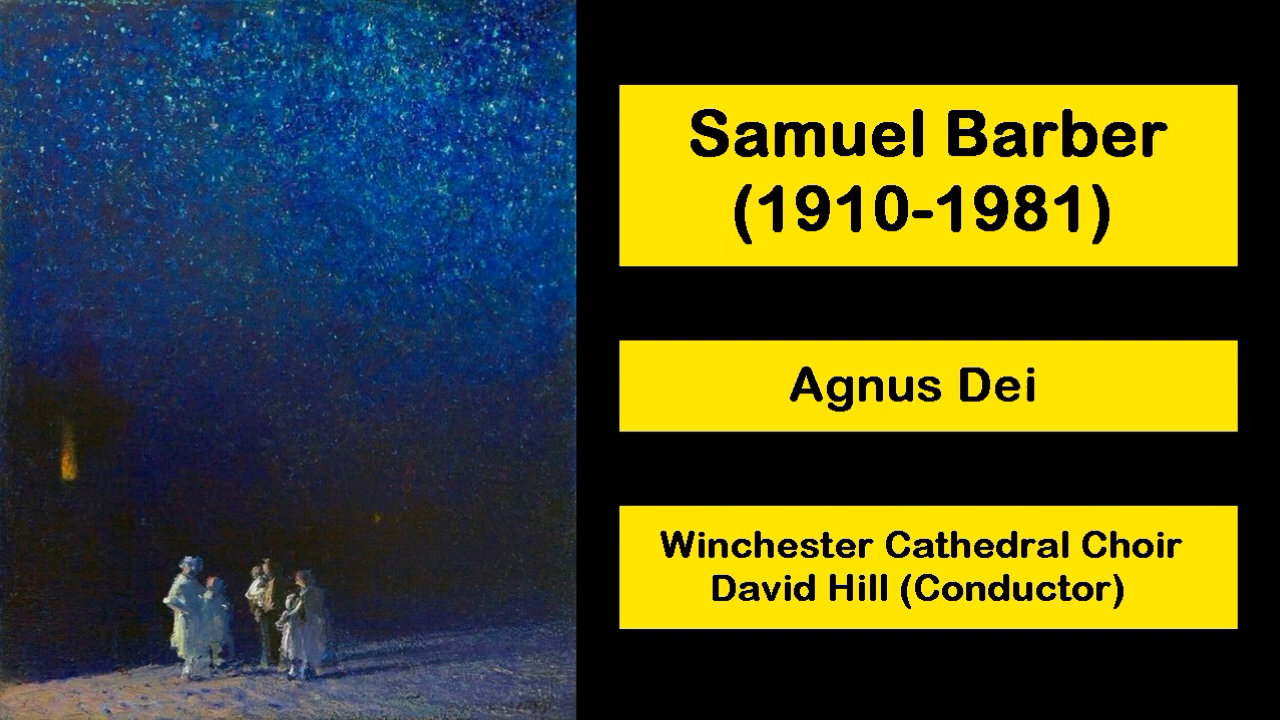 Samuel Barber
(1910-1981)
Agnus Dei
Winchester Cathedral Choir
David Hill (Conductor)